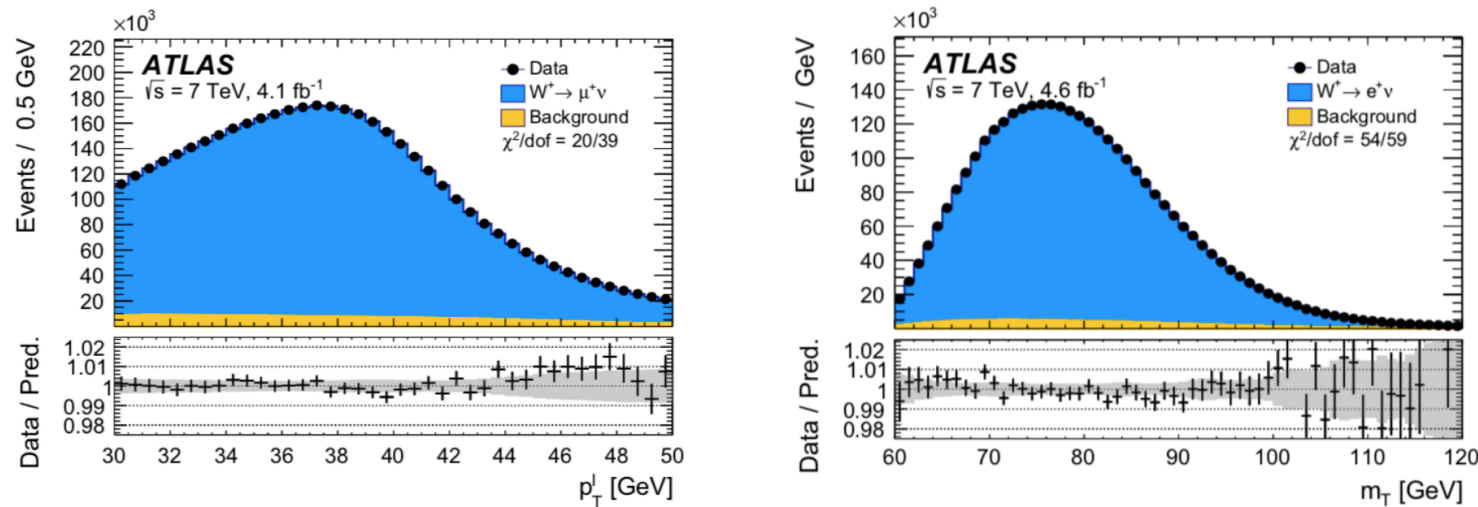 ×10³
Events / 0.5 GeV
220
200
180
160
140
120
100
80
60
40
20
ATLAS
√s = 7 TeV, 4.1 fb⁻¹
Data
W⁺→ μ⁺ν
Background
χ²/dof = 20/39
Data / Pred.
1.02
1.01
1
0.99
0.98
30 32 34 36 38 40 42 44 46 48 50
p_T^l [GeV]
×10³
Events / GeV
160
140
120
100
80
60
40
20
ATLAS
√s = 7 TeV, 4.6 fb⁻¹
Data
W⁺→ e⁺ν
Background
χ²/dof = 54/59
Data / Pred.
1.02
1.01
1
0.99
0.98
60 70 80 90 100 110 120
m_T [GeV]